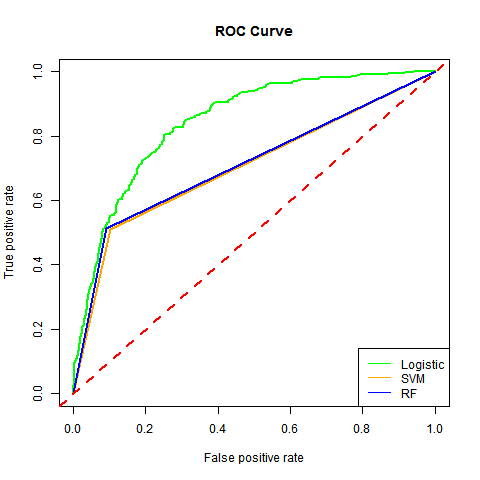 ROC Curve
True positive rate
1.0
0.8
0.6
0.4
0.2
0.0
Logistic
SVM
RF
0.0 0.2 0.4 0.6 0.8 1.0
False positive rate